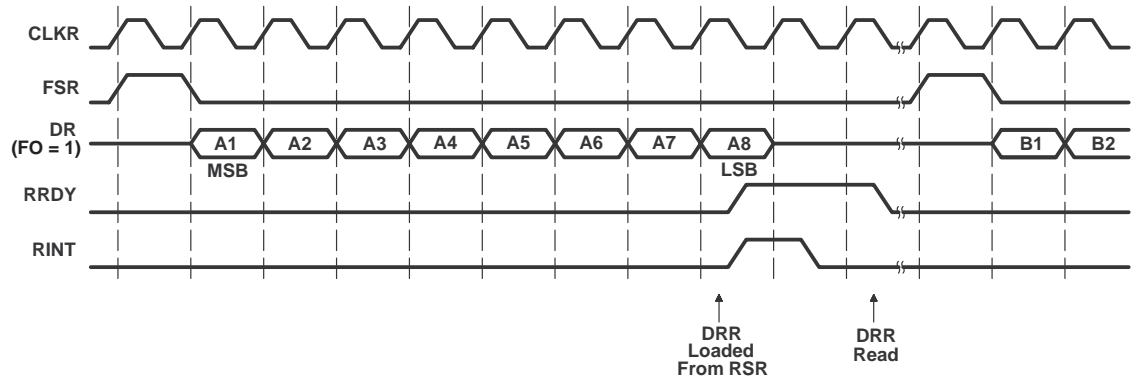 CLKR
FSR
DR
(FO = 1)
A1 A2 A3 A4 A5 A6 A7 A8 B1 B2
MSB LSB
RRDY
RINT
DRR
Loaded
From RSR
DRR
Read